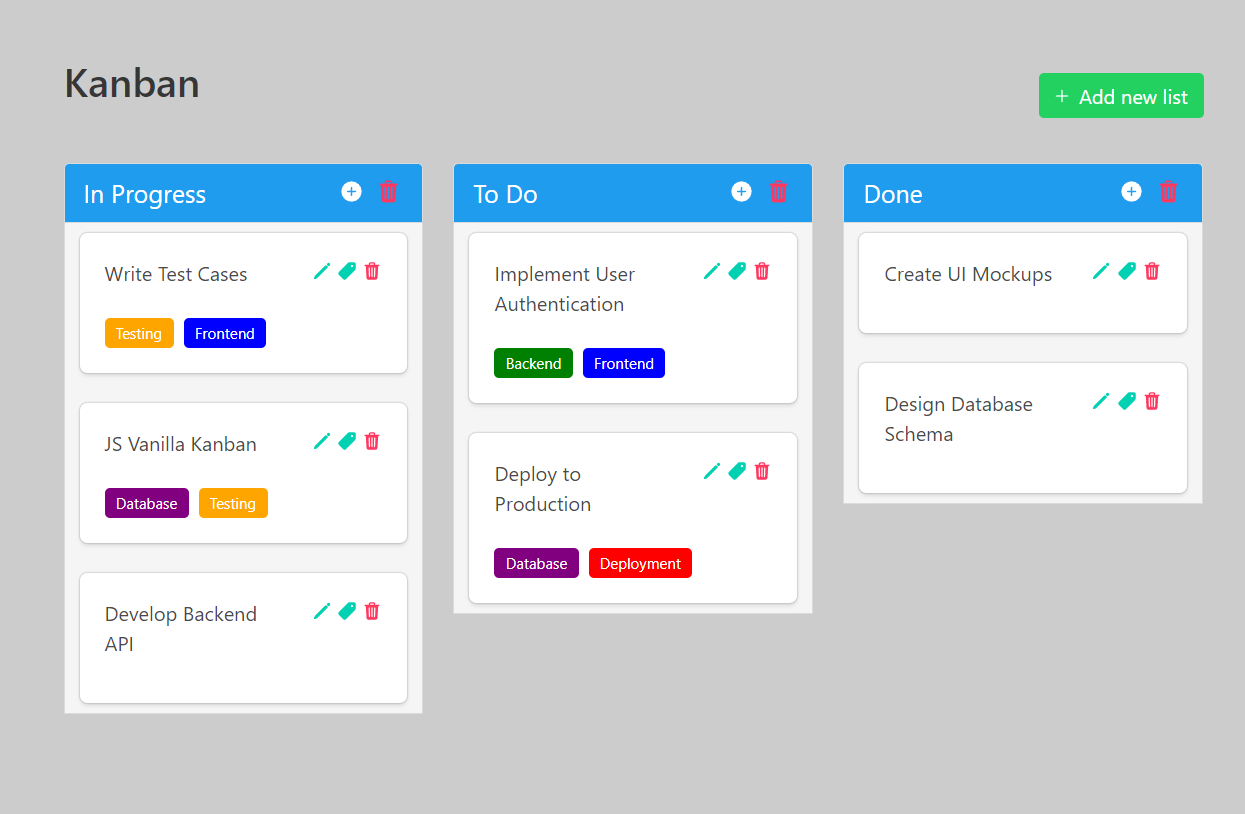 Kanban
+ Add new list
In Progress
Write Test Cases
Testing Frontend
JS Vanilla Kanban
Database Testing
Develop Backend
API
To Do
Implement User
Authentication
Backend Frontend
Deploy to
Production
Database Deployment
Done
Create UI Mockups
Design Database
Schema